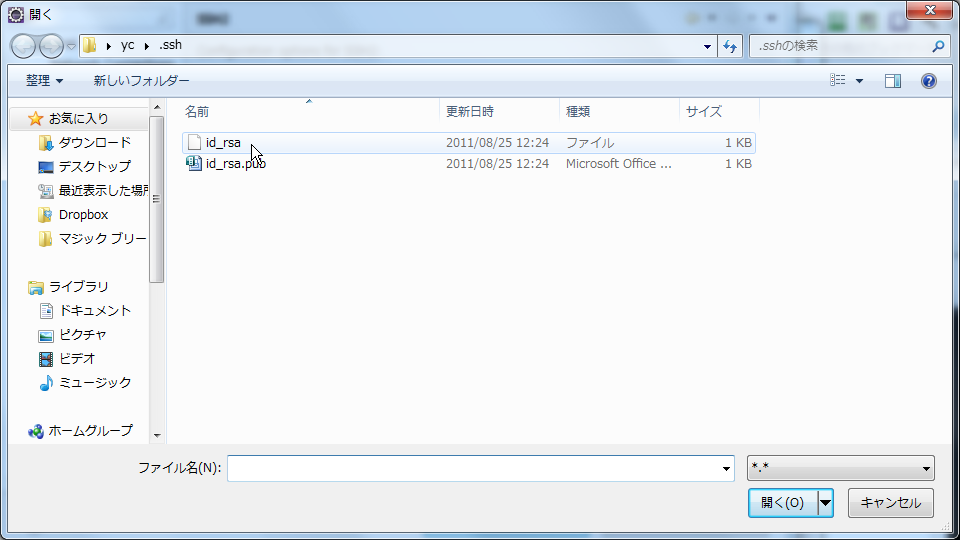 開く
yc
.ssh
.sshの検索
整理
新しいフォルダー
名前
更新日時
種類
サイズ
id_rsa
2011/08/25 12:24
ファイル
1 KB
id_rsa.pub
2011/08/25 12:24
Microsoft Office ...
1 KB
お気に入り
ダウンロード
デスクトップ
最近表示した場所
Dropbox
マジック ブリー
ライブラリ
ドキュメント
ピクチャ
ビデオ
ミュージック
ホームグループ
ファイル名(N):
*.*
開く(O)
キャンセル